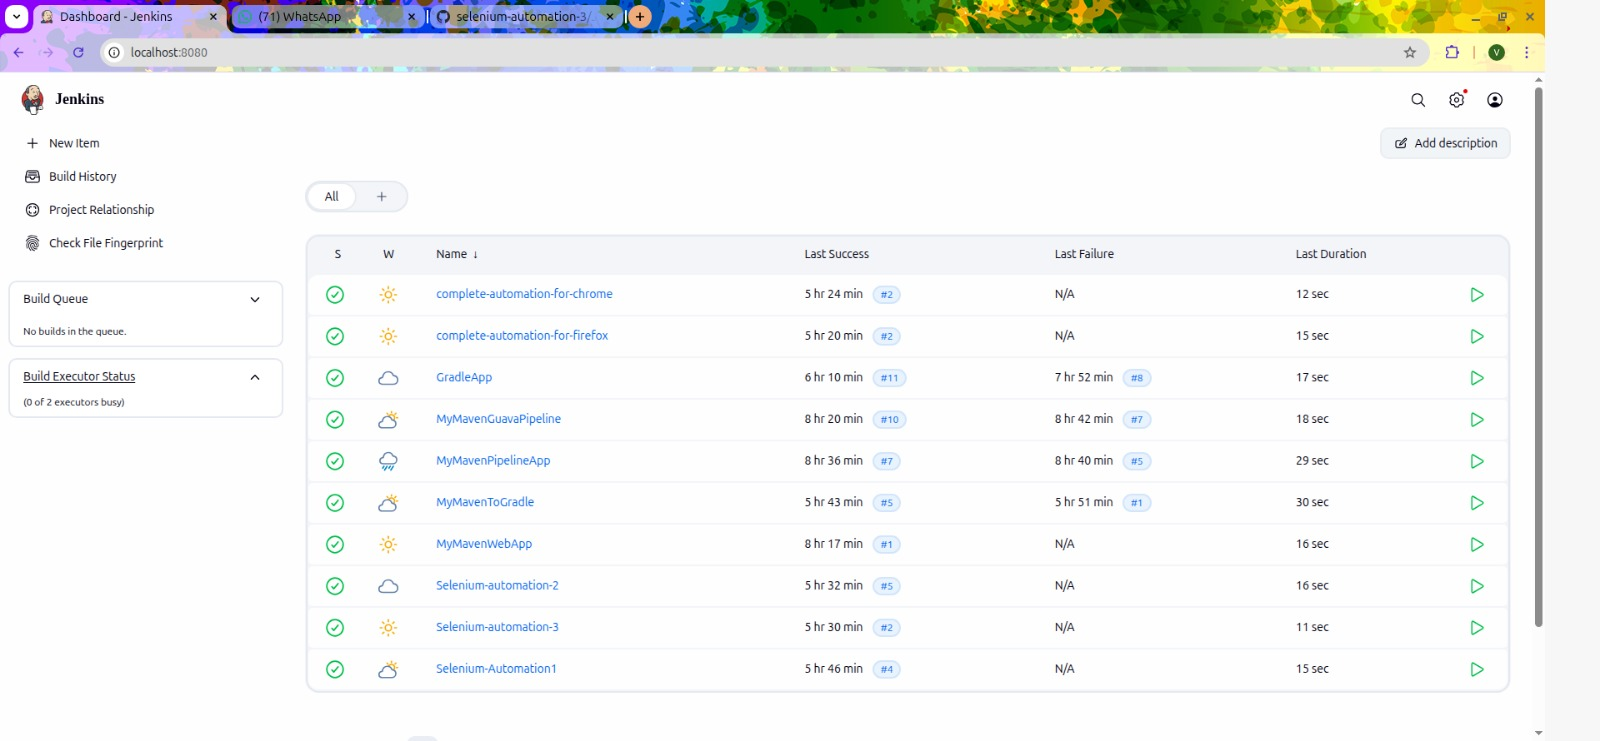 Dashboard - Jenkins
(71) WhatsApp
selenium-automation-3/
localhost:8080
V
Jenkins
New Item
Build History
Project Relationship
Check File Fingerprint
Build Queue
No builds in the queue.
Build Executor Status
(0 of 2 executors busy)
Add description
All +
S W Name ↓ Last Success Last Failure Last Duration
complete-automation-for-chrome 5 hr 24 min #2 N/A 12 sec
complete-automation-for-firefox 5 hr 20 min #2 N/A 15 sec
GradleApp 6 hr 10 min #11 7 hr 52 min #8 17 sec
MyMavenGuavaPipeline 8 hr 20 min #10 8 hr 42 min #7 18 sec
MyMavenPipelineApp 8 hr 36 min #7 8 hr 40 min #5 29 sec
MyMavenToGradle 5 hr 43 min #5 5 hr 51 min #1 30 sec
MyMavenWebApp 8 hr 17 min #1 N/A 16 sec
Selenium-automation-2 5 hr 32 min #5 N/A 16 sec
Selenium-automation-3 5 hr 30 min #2 N/A 11 sec
Selenium-Automation1 5 hr 46 min #4 N/A 15 sec